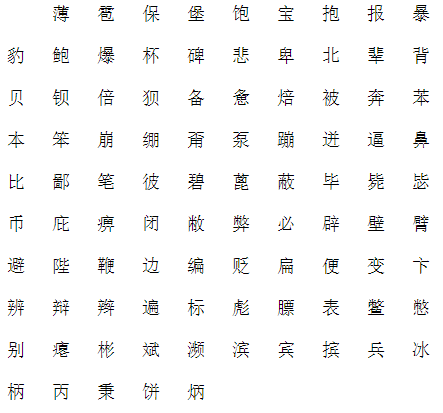 薄 雹 保 堡 饱 宝 抱 报 暴
豹 鲍 爆 杯 碑 悲 卑 北 辈 背
贝 钡 倍 狈 备 惫 焙 被 奔 苯
本 笨 崩 绷 甭 泵 蹦 迸 逼 鼻
比 鄙 笔 彼 碧 蓖 蔽 毕 毙 毖
币 庇 痹 闭 敝 弊 必 辟 壁 臂
避 陛 鞭 边 编 贬 扁 便 变 卞
辨 辩 辫 遍 标 彪 膘 表 鳖 憋
别 瘪 彬 斌 濒 滨 宾 摈 兵 冰
柄 丙 秉 饼 炳